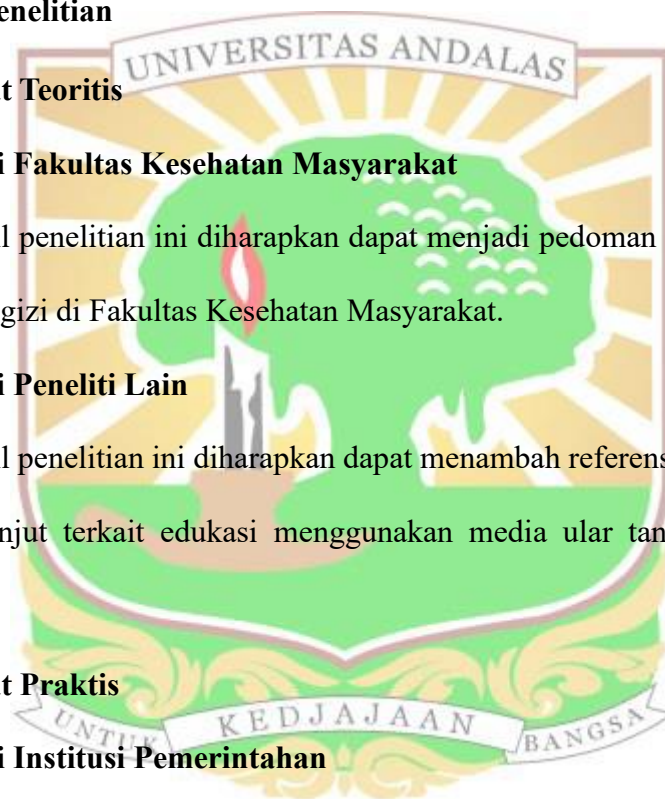 enelitian
UNIVERSITAS ANDALAS
t Teoritis
i Fakultas Kesehatan Masyarakat
l penelitian ini diharapkan dapat menjadi pedoman
gizi di Fakultas Kesehatan Masyarakat.
i Peneliti Lain
l penelitian ini diharapkan dapat menambah referens
njut terkait edukasi menggunakan media ular tan
t Praktis
UNTUK KEDJAJAAN BANGSA
i Institusi Pemerintahan